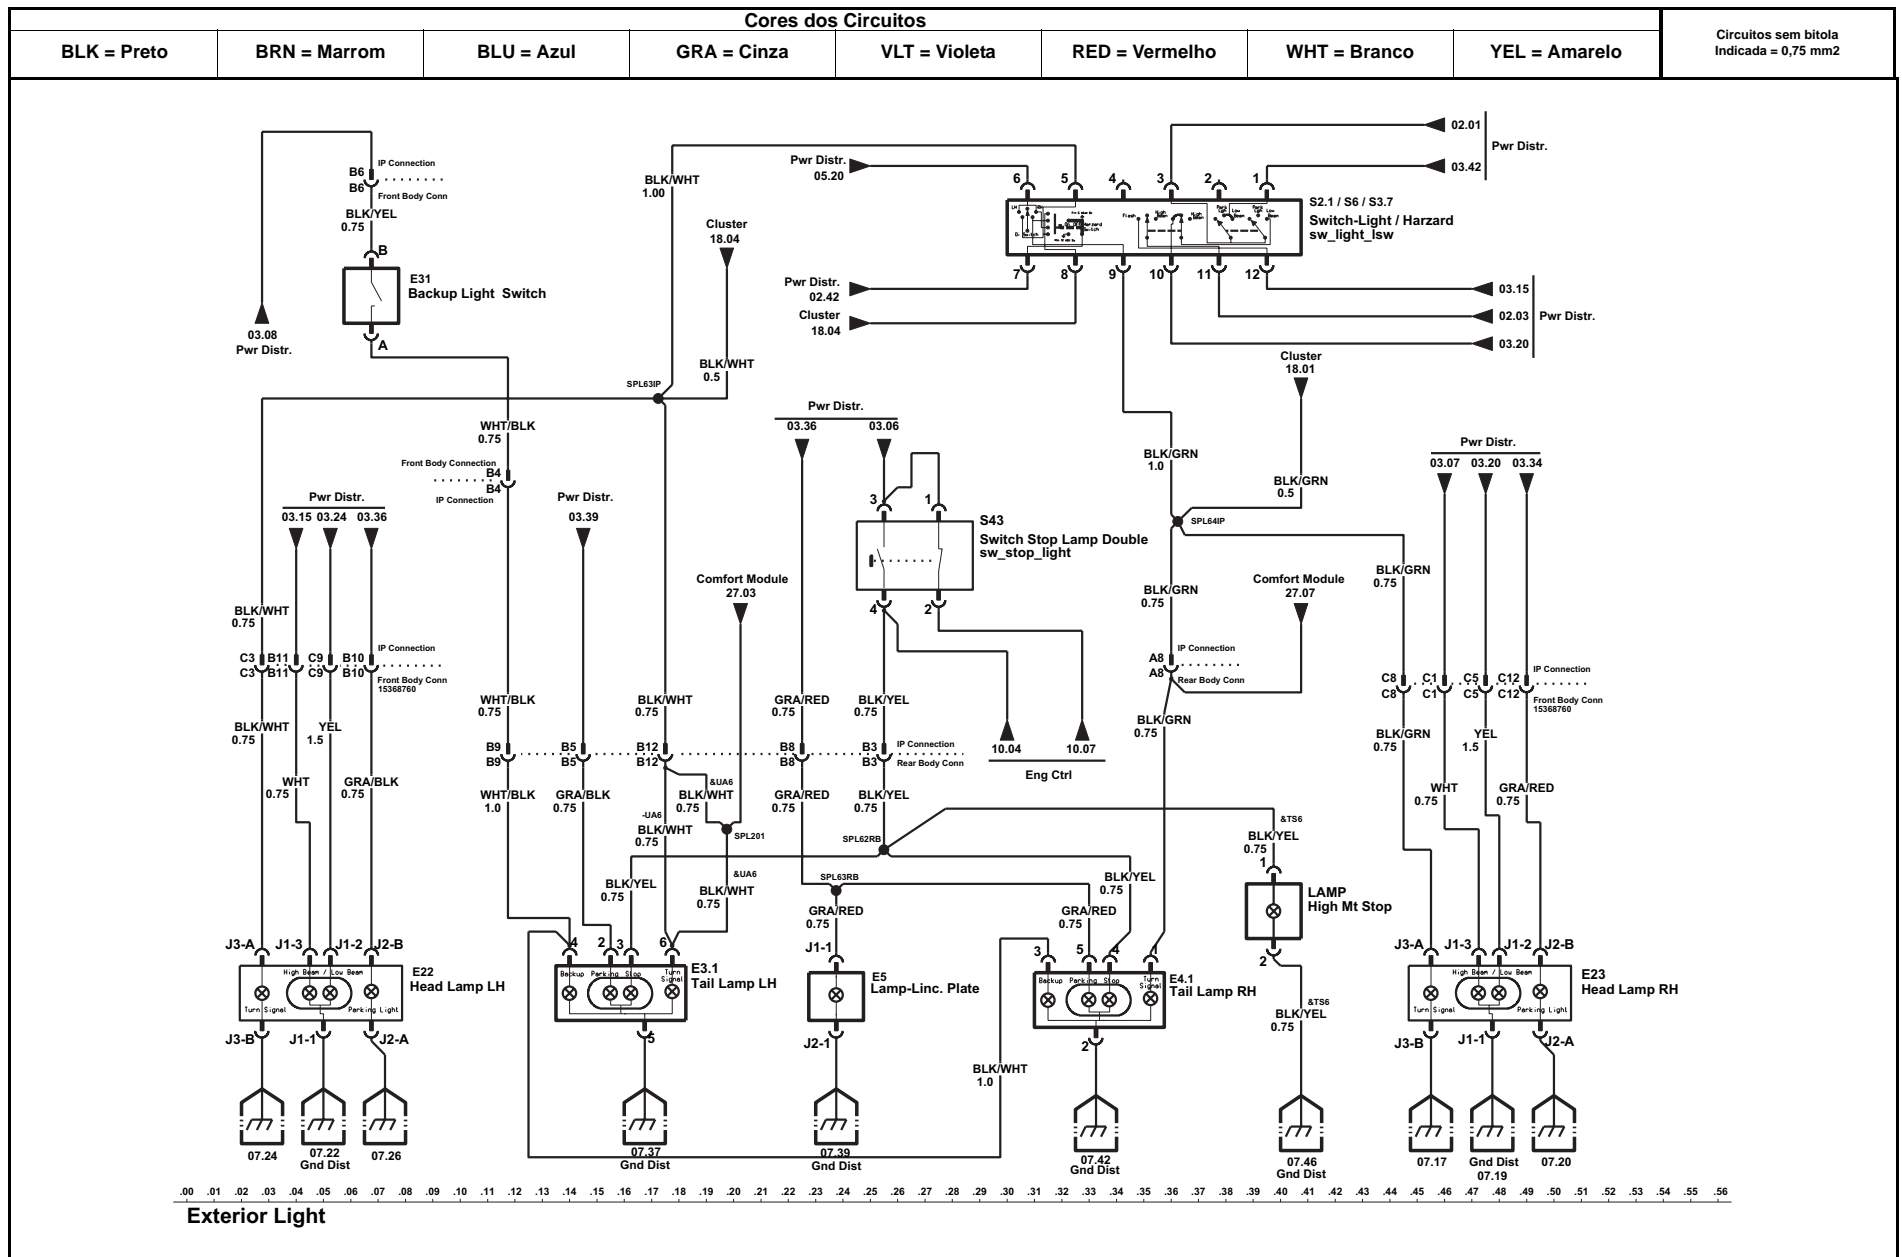 Cores dos Circuitos
BLK = Preto
BRN = Marrom
BLU = Azul
GRA = Cinza
VLT = Violeta
RED = Vermelho
WHT = Branco
YEL = Amarelo
Circuitos sem bitola
Indicada = 0,75 mm2
B6
IP Connection
B6
Front Body Conn
BLK/YEL
0.75
B
E31
Backup Light Switch
A
03.08
Pwr Distr.
BLK/WHT
1.00
Cluster
18.04
BLK/WHT
0.5
SPL63IP
Pwr Distr.
05.20
6 5 4 3 2 1
02.01
Pwr Distr.
03.42
S2.1 / S6 / S3.7
Switch-Light / Harzard
sw_light_lsw
7 8 9 10 11 12
Pwr Distr.
02.42
Cluster
18.04
03.15
02.03
Pwr Distr.
03.20
Cluster
18.01
WHT/BLK
0.75
Front Body Connection
B4
B4
IP Connection
Pwr Distr.
03.15 03.24 03.36
Pwr Distr.
03.39
Pwr Distr.
03.36
03.06
3 1
S43
Switch Stop Lamp Double
sw_stop_light
4 2
BLK/GRN
1.0
BLK/GRN
0.5
SPL64IP
Pwr Distr.
03.07 03.20 03.34
Comfort Module
27.03
BLK/GRN
0.75
Comfort Module
27.07
BLK/GRN
0.75
BLK/WHT
0.75
C3 B11 C9 B10
IP Connection
C3 B11 C9 B10
Front Body Conn
15368760
A8
IP Connection
A8
Rear Body Conn
C8 C1 C5 C12
IP Connection
C8 C1 C5 C12
Front Body Conn
15368760
BLK/WHT
0.75
YEL
1.5
WHT/BLK
0.75
BLK/WHT
0.75
GRA/RED
0.75
BLK/YEL
0.75
BLK/GRN
0.75
BLK/GRN
0.75
YEL
1.5
B9 B5 B12 B8 B3
IP Connection
B9 B5 B12 B8 B3
Rear Body Conn
10.04
10.07
Eng Ctrl
WHT
0.75
GRA/BLK
0.75
WHT/BLK
1.0
GRA/BLK
0.75
&UA6
BLK/WHT
0.75
GRA/RED
0.75
BLK/YEL
0.75
WHT
0.75
GRA/RED
0.75
-UA6
BLK/WHT
0.75
SPL201
SPL62RB
&TS6
BLK/YEL
0.75
1
LAMP
High Mt Stop
2
BLK/YEL
0.75
&UA6
BLK/WHT
0.75
SPL63RB
GRA/RED
0.75
GRA/RED
0.75
BLK/YEL
0.75
J3-A J1-3 J1-2 J2-B
High Beam / Low Beam
Turn Signal
Parking Light
E22
Head Lamp LH
J3-B J1-1 J2-A
4 2 3 6
Backup Parking Stop Turn Signal
E3.1
Tail Lamp LH
5
J1-1
E5
Lamp-Linc. Plate
J2-1
3 5 4 1
Backup Parking Stop Turn Signal
E4.1
Tail Lamp RH
2
J3-A J1-3 J1-2 J2-B
High Beam / Low Beam
Turn Signal
Parking Light
E23
Head Lamp RH
J3-B J1-1 J2-A
&TS6
BLK/YEL
0.75
BLK/WHT
1.0
07.24
07.22
Gnd Dist
07.26
07.37
Gnd Dist
07.39
Gnd Dist
07.42
Gnd Dist
07.46
Gnd Dist
07.17
Gnd Dist
07.19
07.20
.00 .01 .02 .03 .04 .05 .06 .07 .08 .09 .10 .11 .12 .13 .14 .15 .16 .17 .18 .19 .20 .21 .22 .23 .24 .25 .26 .27 .28 .29 .30 .31 .32 .33 .34 .35 .36 .37 .38 .39 .40 .41 .42 .43 .44 .45 .46 .47 .48 .49 .50 .51 .52 .53 .54 .55 .56
Exterior Light